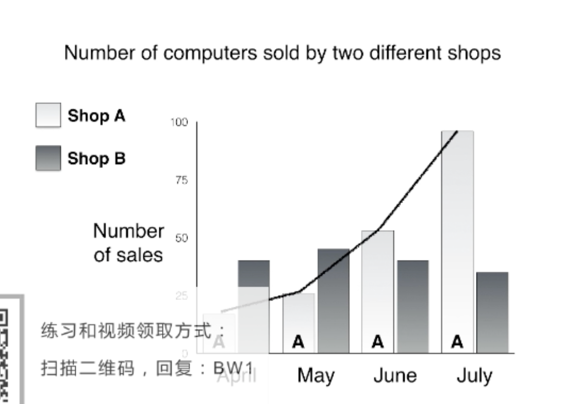 Number of computers sold by two different shops
Shop A
Shop B
100
75
50
25
0
Number
of sales
A
A
A
A
April
May
June
July
练习和视频领取方式：
扫描二维码，回复：BW1